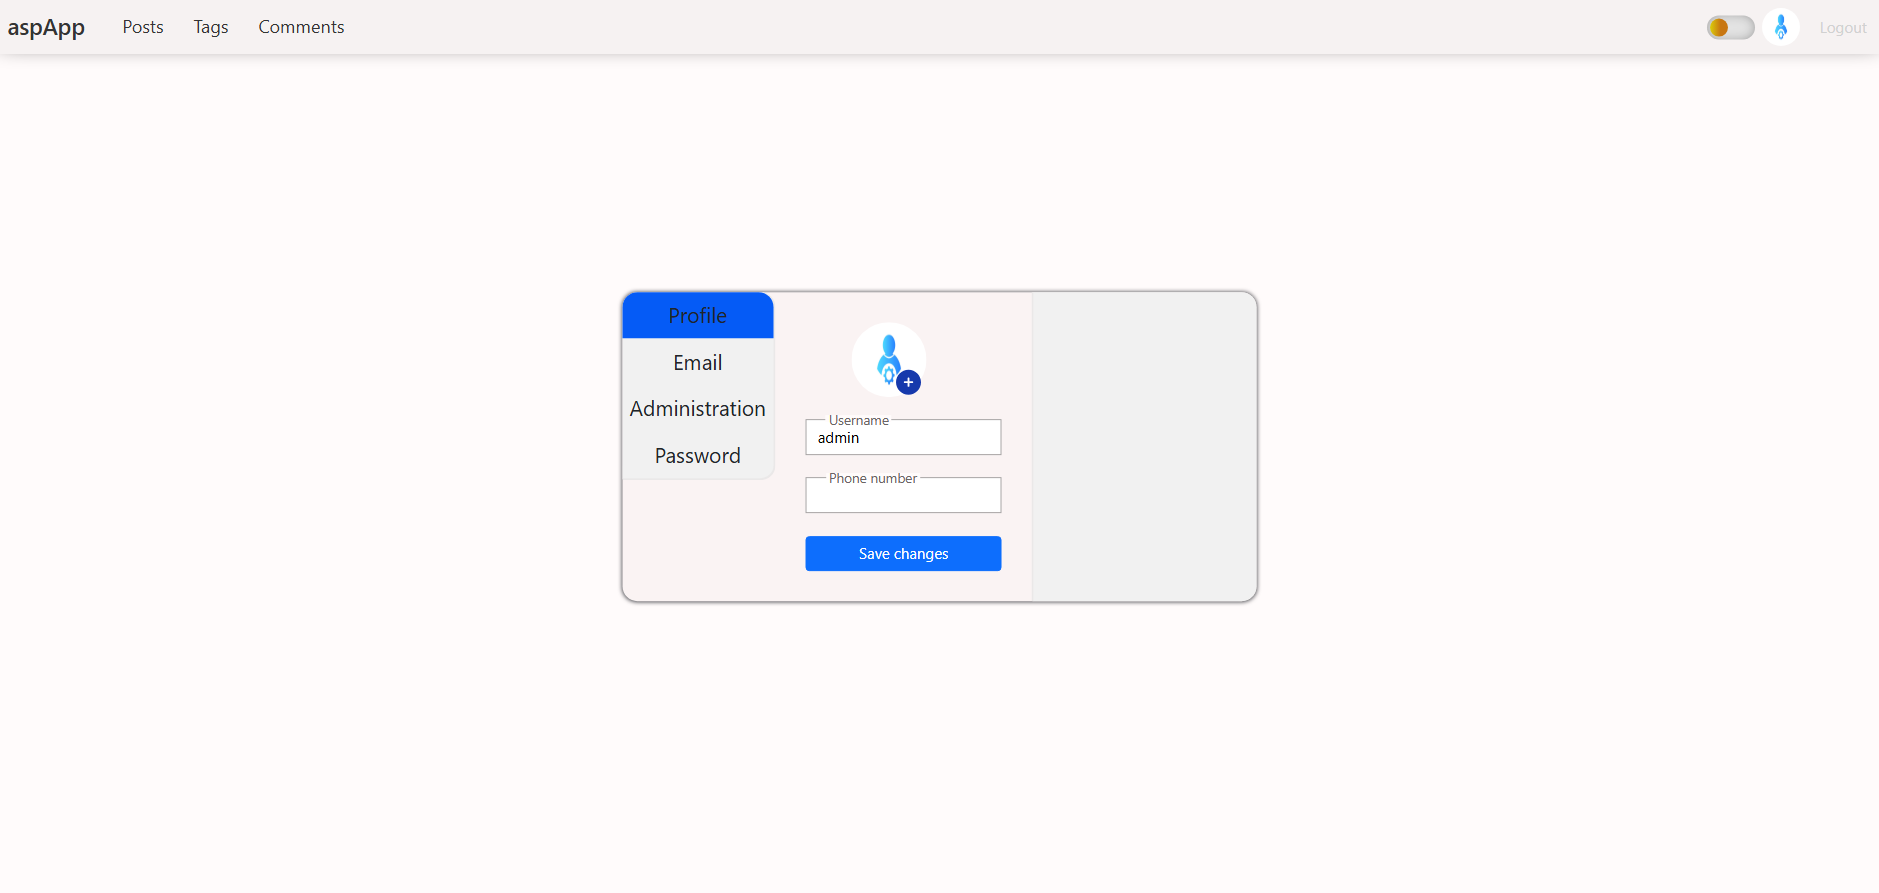 aspApp Posts Tags Comments Logout
Profile
Email
Administration
Password
Username
admin
Phone number
Save changes